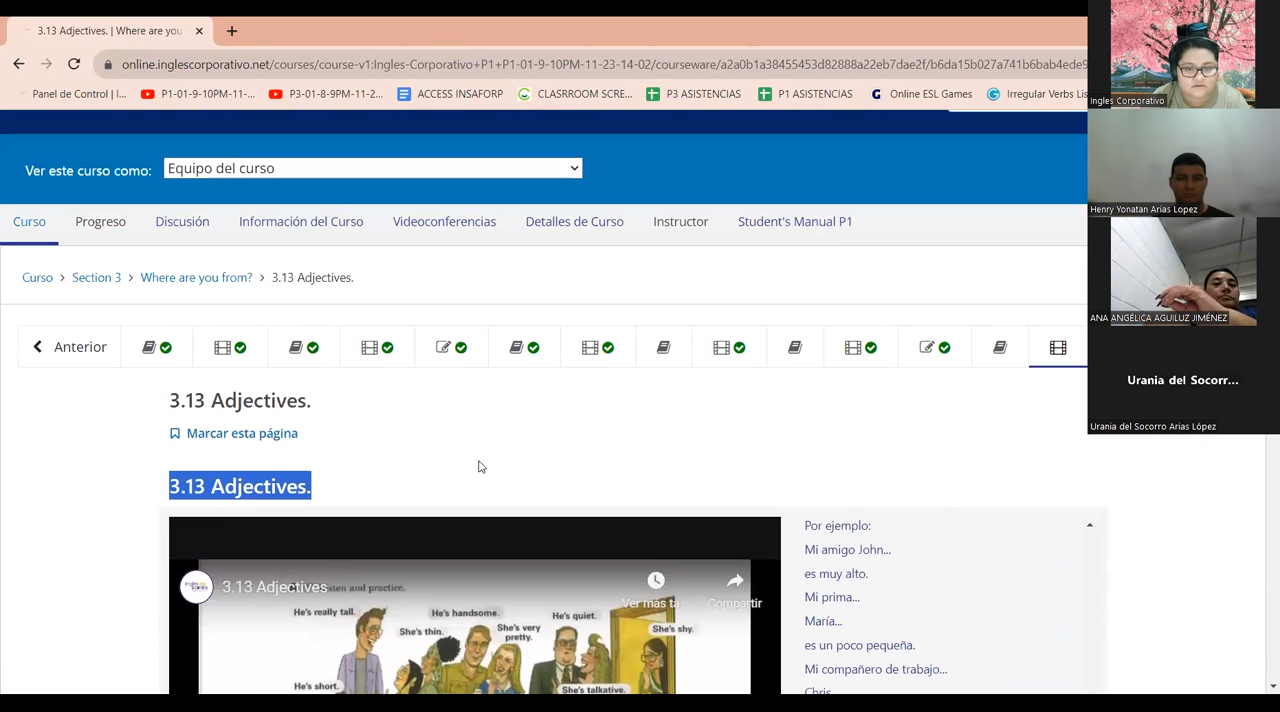 3.13 Adjectives. | Where are you
online.inglescorporativo.net/courses/course-v1:Ingles-Corporativo+P1+P1-01-9-10PM-11-23-14-02/courseware/a2a0b1a38455453d82888a22eb7dae2f/b6da15b027a741b6bab4ede9
Panel de Control | I...
P1-01-9-10PM-11-...
P3-01-8-9PM-11-2...
ACCESS INSAFORP
CLASRROOM SCRE...
P3 ASISTENCIAS
P1 ASISTENCIAS
Online ESL Games
Irregular Verbs Lis
Ver este curso como:
Equipo del curso
Curso
Progreso
Discusión
Información del Curso
Videoconferencias
Detalles de Curso
Instructor
Student's Manual P1
Curso > Section 3 > Where are you from? > 3.13 Adjectives.
Anterior
3.13 Adjectives.
Marcar esta página
3.13 Adjectives.
3.13 Adjectives
sten and practice.
Ver más ta...
Compartir
He's really tall.
He's handsome.
He's quiet.
She's thin.
She's very
pretty.
She's shy.
He's short.
She's talkative.
Por ejemplo:
Mi amigo John...
es muy alto.
Mi prima...
María...
es un poco pequeña.
Mi compañero de trabajo...
Chris
Ingles Corporativo
Henry Yonatan Arias Lopez
ANA ANGÉLICA AGUILUZ JIMÉNEZ
Urania del Socorr...
Urania del Socorro Arias López